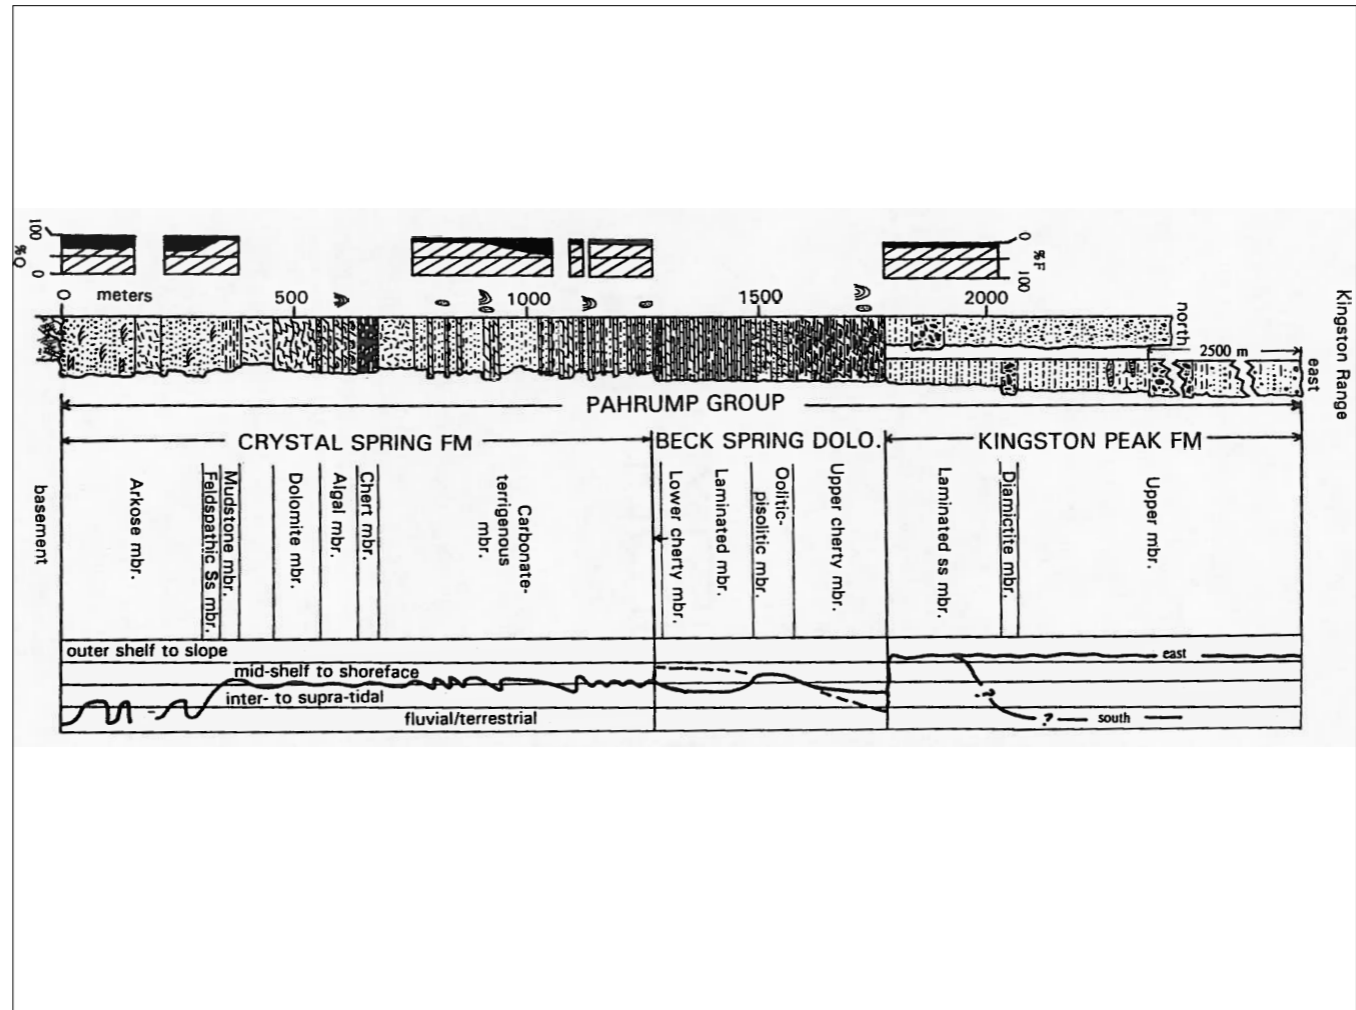 Kingston Range
100
%Q
0
0
%F
100
0
meters
500
1000
1500
2000
north
2500 m
east
PAHRUMP GROUP
CRYSTAL SPRING FM
BECK SPRING DOLO.
KINGSTON PEAK FM
basement
Arkose mbr.
Feldspathic Ss mbr.
Mudstone mbr.
Dolomite mbr.
Algal mbr.
Chert mbr.
Carbonate-
terrigenous
mbr.
Lower cherty mbr.
Laminated mbr.
Oolitic-
pisolitic mbr.
Upper cherty mbr.
Laminated ss mbr.
Diamictite mbr.
Upper mbr.
outer shelf to slope
mid-shelf to shoreface
inter- to supra-tidal
fluvial/terrestrial
east
?
? south